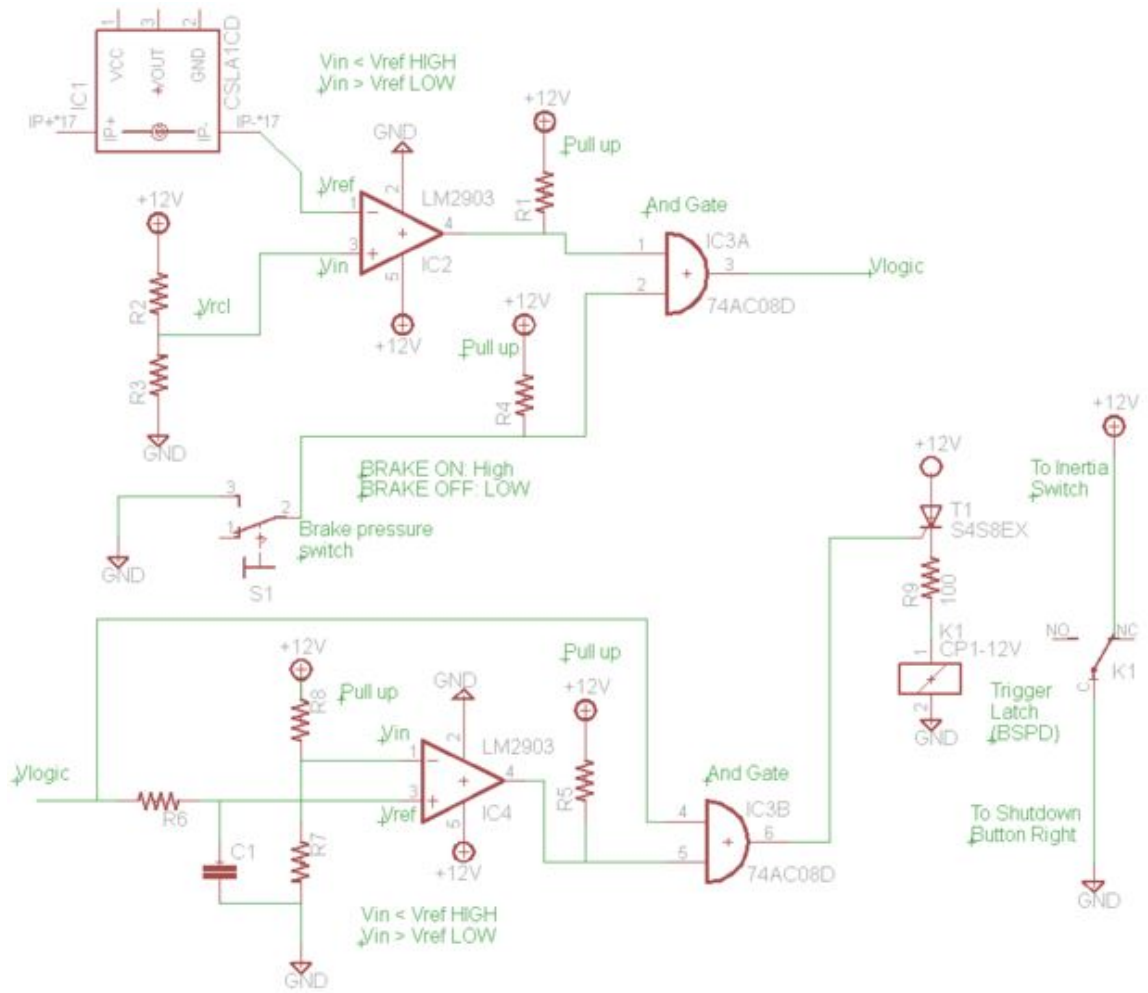 1
3
2
VCC
VOUT
GND
CSLA1CD
IC1
IP+*17
IP+
IP-
IP-*17
Vin < Vref HIGH
Vin > Vref LOW
GND
+12V
Pull up
R1
Vref
1
2
LM2903
4
And Gate
IC3A
1
2
3
74AC08D
Vlogic
+12V
R2
Vrcl
R3
GND
3
Vin
5
IC2
+12V
+12V
Pull up
R4
BRAKE ON: High
BRAKE OFF: LOW
3
2
1
Brake pressure
switch
GND
S1
+12V
To Inertia
Switch
+12V
T1
S4S8EX
R9
100
K1
CP1-12V
1
2
GND
NO
NC
K1
C
Trigger
Latch
(BSPD)
To Shutdown
Button Right
GND
+12V
R8
Pull up
GND
Pull up
+12V
Vin
1
2
LM2903
4
R5
And Gate
IC3B
4
5
6
74AC08D
Vlogic
R6
3
Vref
5
IC4
+12V
C1
R7
Vin < Vref HIGH
Vin > Vref LOW
GND